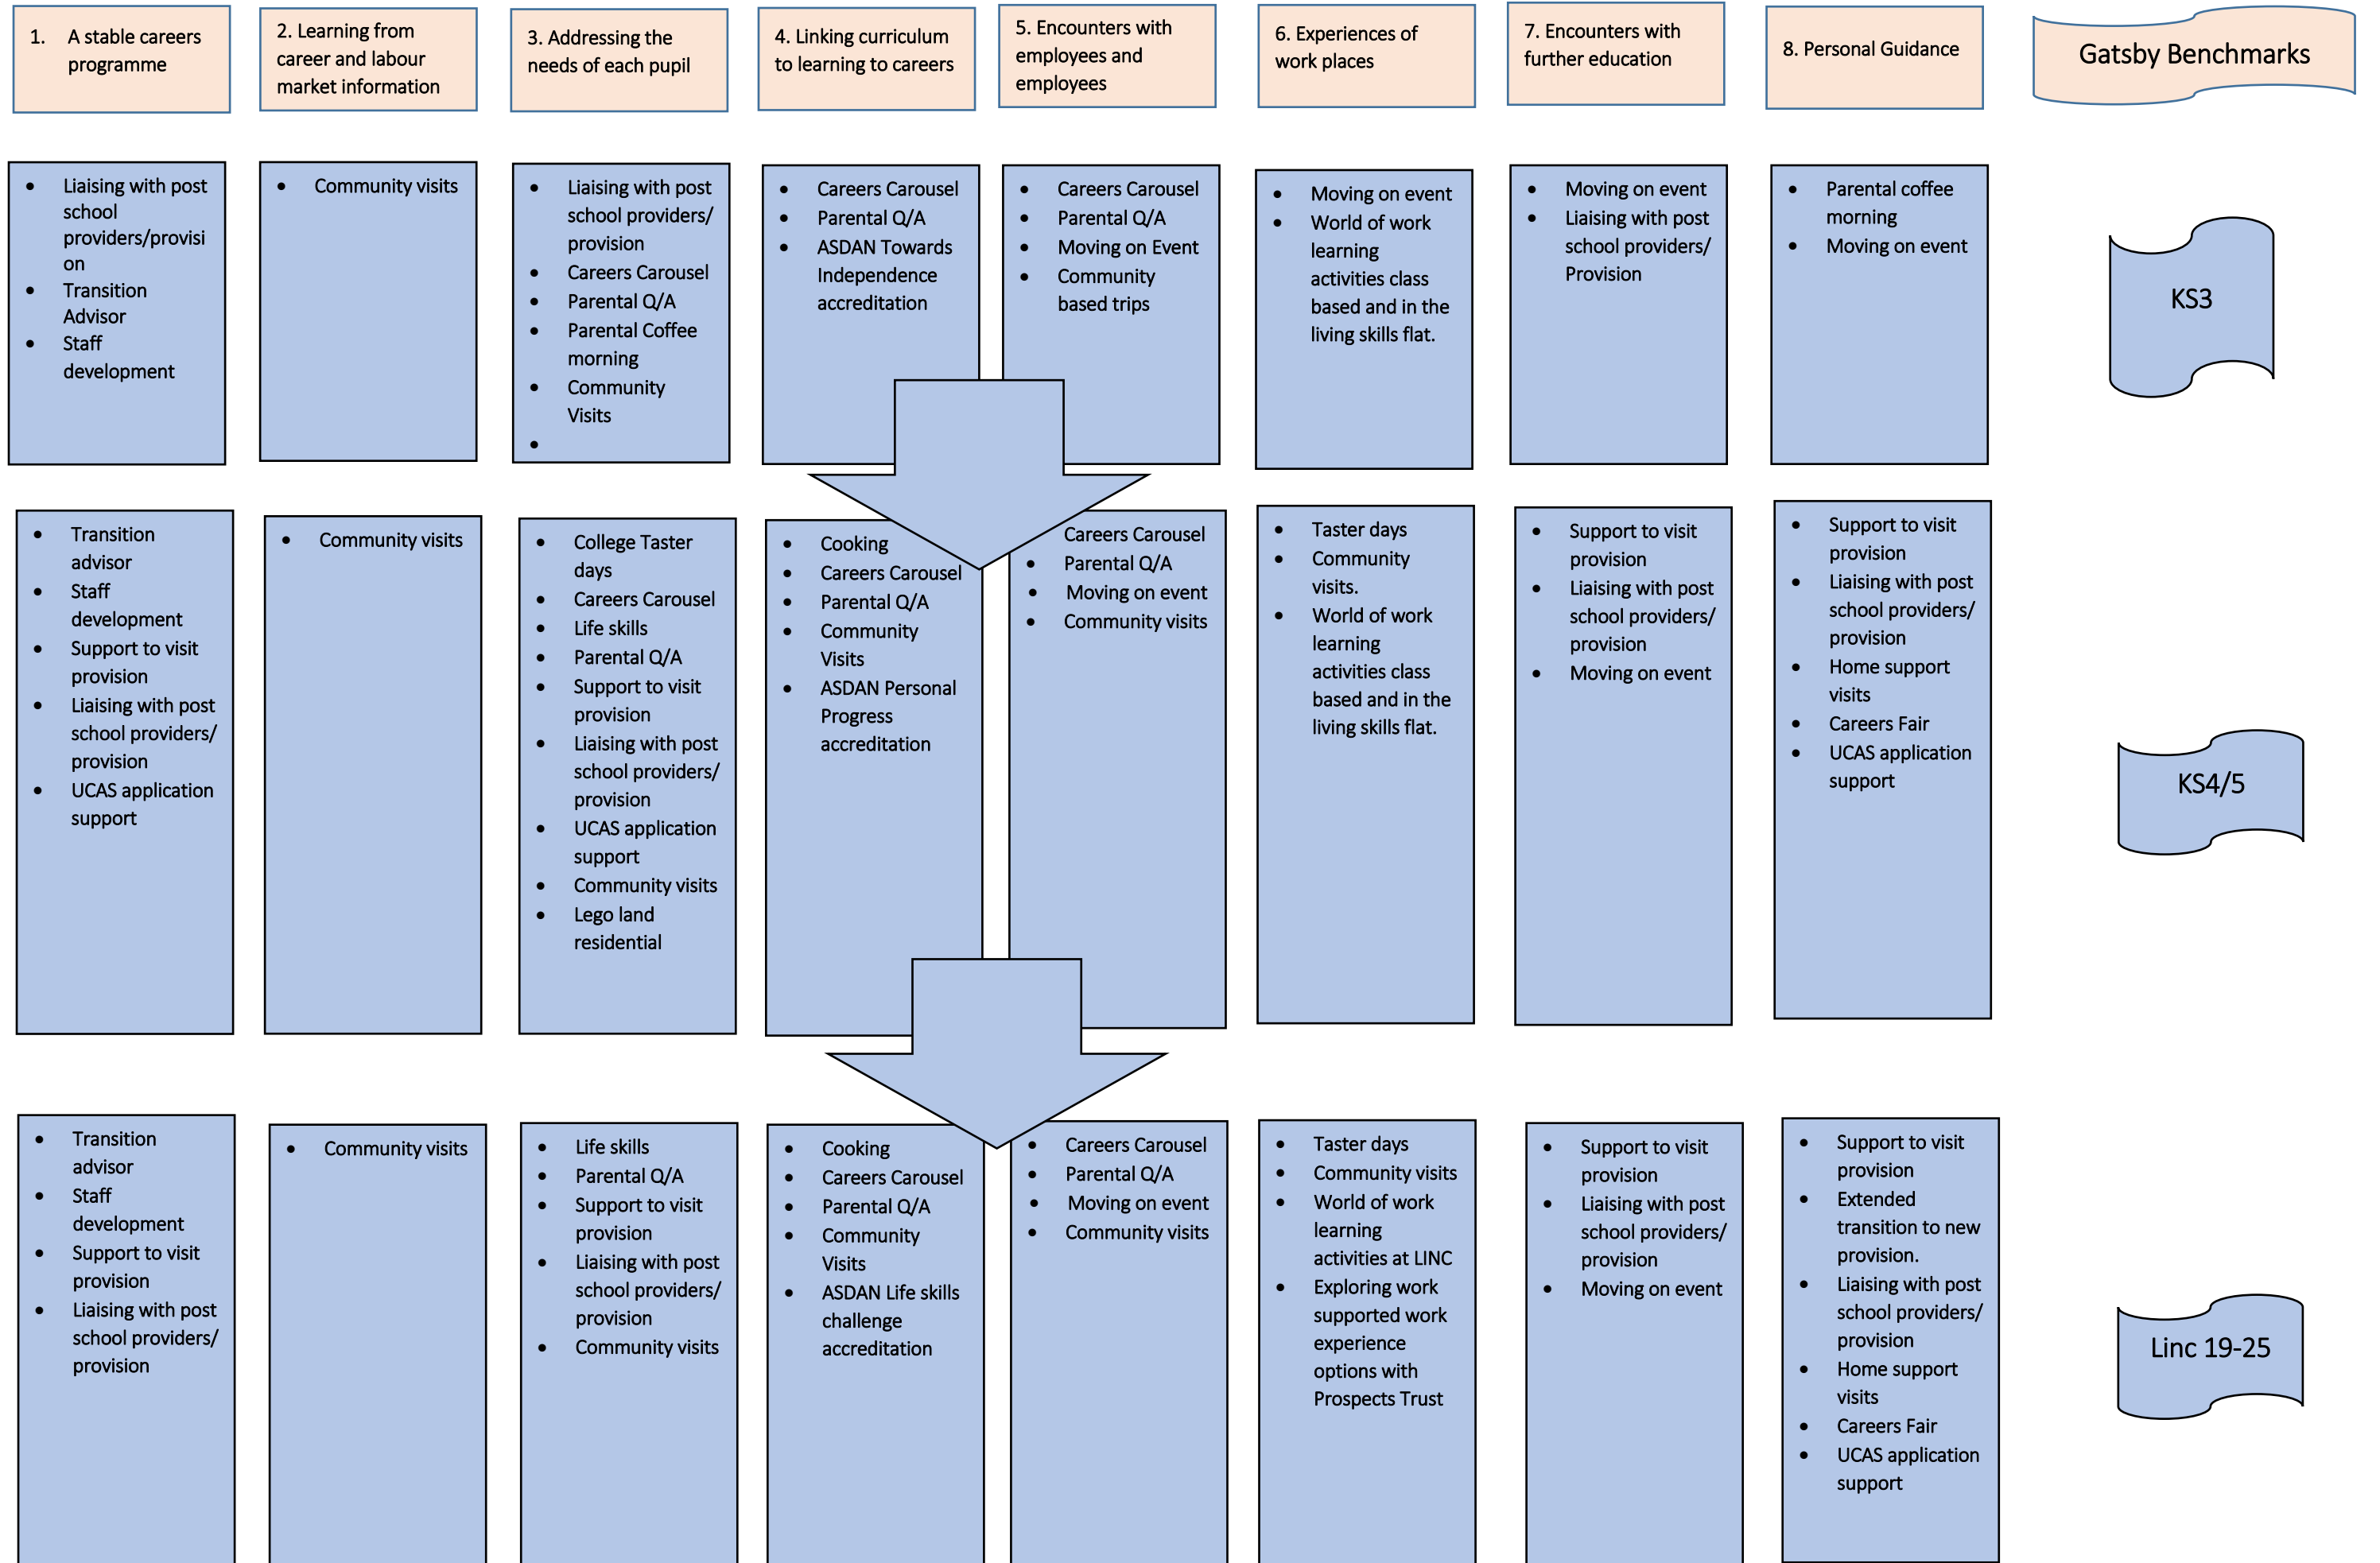 1. A stable careers
programme
2. Learning from
career and labour
market information
3. Addressing the
needs of each pupil
4. Linking curriculum
to learning to careers
5. Encounters with
employees and
employees
6. Experiences of
work places
7. Encounters with
further education
8. Personal Guidance
Gatsby Benchmarks
• Liaising with post
school
providers/provisi
on
• Transition
Advisor
• Staff
development
• Community visits
• Liaising with post
school providers/
provision
• Careers Carousel
• Parental Q/A
• Parental Coffee
morning
• Community
Visits
•
• Careers Carousel
• Parental Q/A
• ASDAN Towards
Independence
accreditation
• Careers Carousel
• Parental Q/A
• Moving on Event
• Community
based trips
• Moving on event
• World of work
learning
activities class
based and in the
living skills flat.
• Moving on event
• Liaising with post
school providers/
Provision
• Parental coffee
morning
• Moving on event
KS3
• Transition
advisor
• Staff
development
• Support to visit
provision
• Liaising with post
school providers/
provision
• UCAS application
support
• Community visits
• College Taster
days
• Careers Carousel
• Life skills
• Parental Q/A
• Support to visit
provision
• Liaising with post
school providers/
provision
• UCAS application
support
• Community visits
• Lego land
residential
• Cooking
• Careers Carousel
• Parental Q/A
• Community
Visits
• ASDAN Personal
Progress
accreditation
Careers Carousel
• Parental Q/A
• Moving on event
• Community visits
• Taster days
• Community
visits.
• World of work
learning
activities class
based and in the
living skills flat.
• Support to visit
provision
• Liaising with post
school providers/
provision
• Moving on event
• Support to visit
provision
• Liaising with post
school providers/
provision
• Home support
visits
• Careers Fair
• UCAS application
support
KS4/5
• Transition
advisor
• Staff
development
• Support to visit
provision
• Liaising with post
school providers/
provision
• Community visits
• Life skills
• Parental Q/A
• Support to visit
provision
• Liaising with post
school providers/
provision
• Community visits
• Cooking
• Careers Carousel
• Parental Q/A
• Community
Visits
• ASDAN Life skills
challenge
accreditation
• Careers Carousel
• Parental Q/A
• Moving on event
• Community visits
• Taster days
• Community visits
• World of work
learning
activities at LINC
• Exploring work
supported work
experience
options with
Prospects Trust
• Support to visit
provision
• Liaising with post
school providers/
provision
• Moving on event
• Support to visit
provision
• Extended
transition to new
provision.
• Liaising with post
school providers/
provision
• Home support
visits
• Careers Fair
• UCAS application
support
Linc 19-25